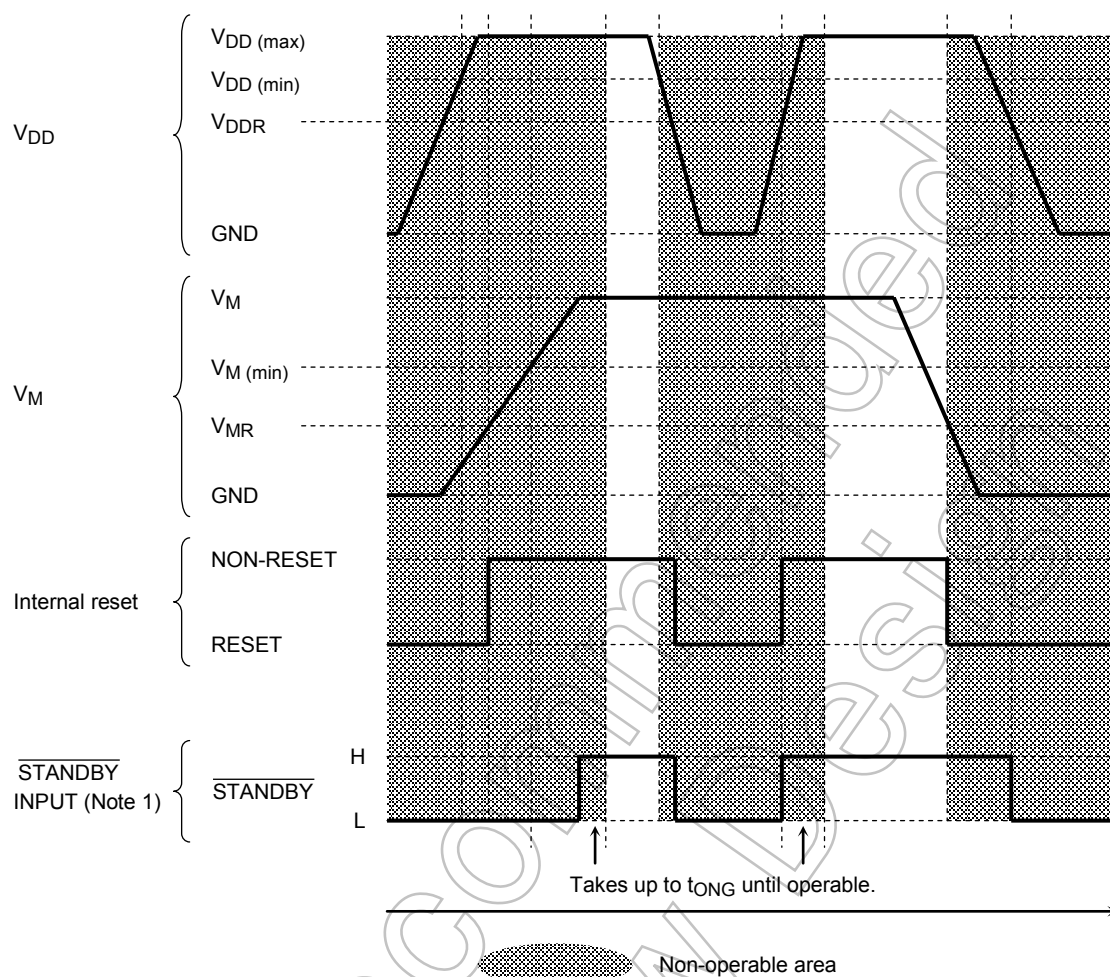 VDD
VDD (max)
VDD (min)
VDDR
GND
VM
VM
VM (min)
VMR
GND
Internal reset
NON-RESET
RESET
STANDBY
INPUT (Note 1)
STANDBY
H
L
Takes up to tONG until operable.
Non-operable area